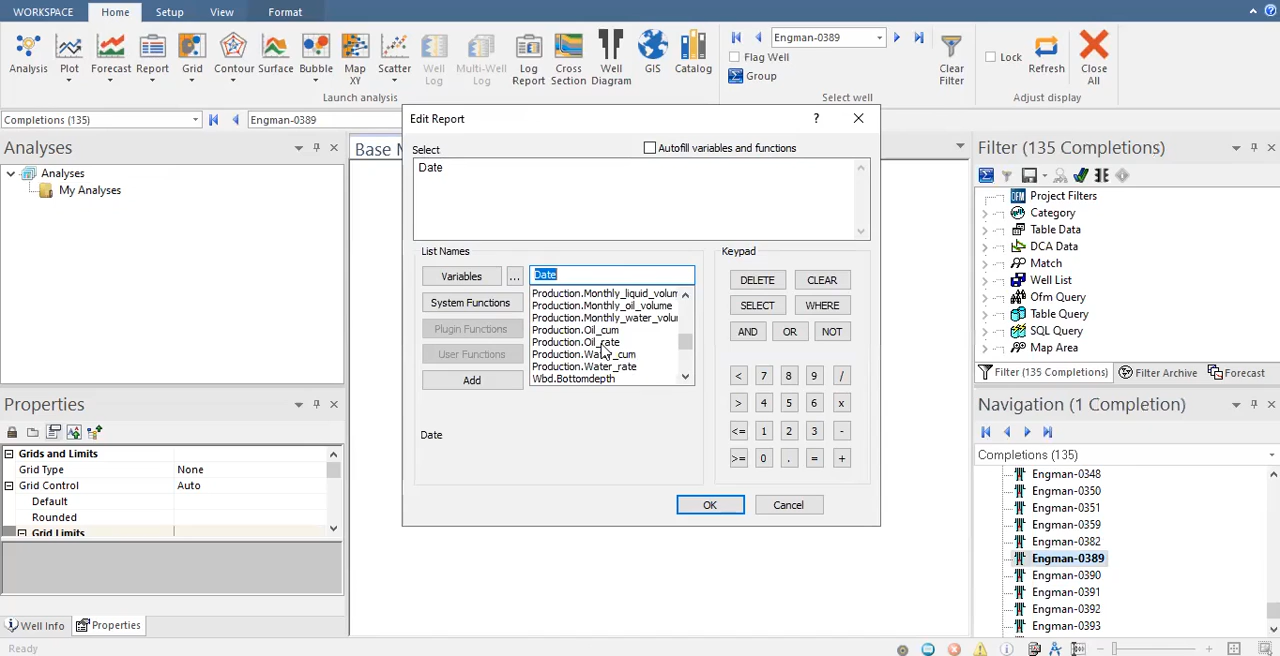 WORKSPACE Home Setup View Format
Analysis Plot Forecast Report Grid Contour Surface Bubble Map XY Scatter Well Log Multi-Well Log Log Report Cross Section Well Diagram GIS Catalog
Launch analysis
Engman-0389
Flag Well
Group
Select well
Clear Filter
Lock Refresh Close All
Adjust display
Completions (135) Engman-0389
Analyses
Analyses
My Analyses
Base M
Edit Report ?
Select
Autofill variables and functions
Date
List Names
Variables ... Date
System Functions
Plugin Functions
User Functions
Add
Production.Monthly_liquid_volum
Production.Monthly_oil_volume
Production.Monthly_water_volu
Production.Oil_cum
Production.Oil_rate
Production.Water_cum
Production.Water_rate
Wbd.Bottomdepth
Date
Keypad
DELETE CLEAR
SELECT WHERE
AND OR NOT
< 7 8 9 /
> 4 5 6 x
<= 1 2 3 -
>= 0 . = +
OK Cancel
Filter (135 Completions)
OFM Project Filters
Category
Table Data
DCA Data
Match
Well List
Ofm Query
Table Query
SQL Query
Map Area
Filter (135 Completions) Filter Archive Forecast
Navigation (1 Completion)
Completions (135)
Engman-0348
Engman-0350
Engman-0351
Engman-0359
Engman-0382
Engman-0389
Engman-0390
Engman-0391
Engman-0392
Engman-0393
Properties
Grids and Limits
Grid Type None
Grid Control Auto
Default
Rounded
Grid Limits
Well Info Properties
Ready